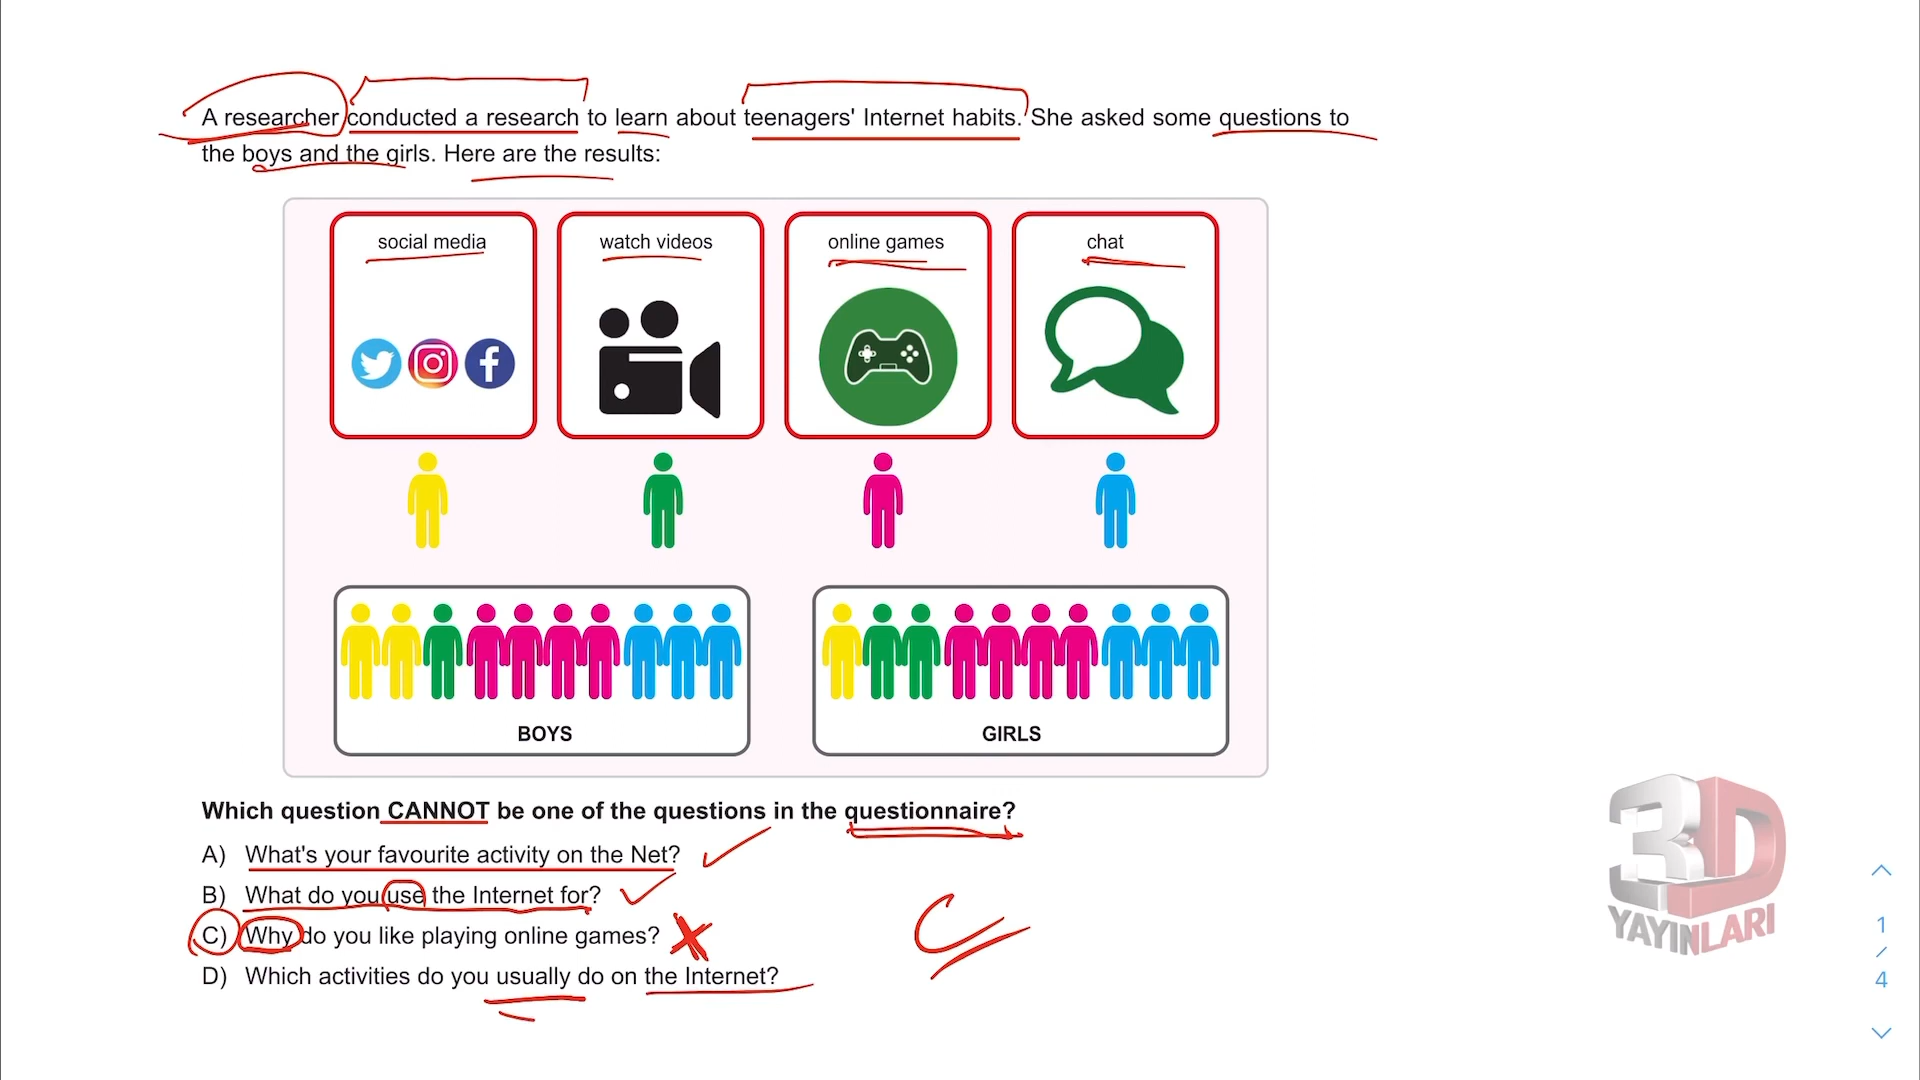 A researcher conducted a research to learn about teenagers' Internet habits. She asked some questions to
the boys and the girls. Here are the results:
social media
watch videos
online games
chat
BOYS
GIRLS
Which question CANNOT be one of the questions in the questionnaire?
A) What's your favourite activity on the Net?
B) What do you use the Internet for?
C) Why do you like playing online games?
D) Which activities do you usually do on the Internet?
C
3D
YAYINLARI
1
/
4